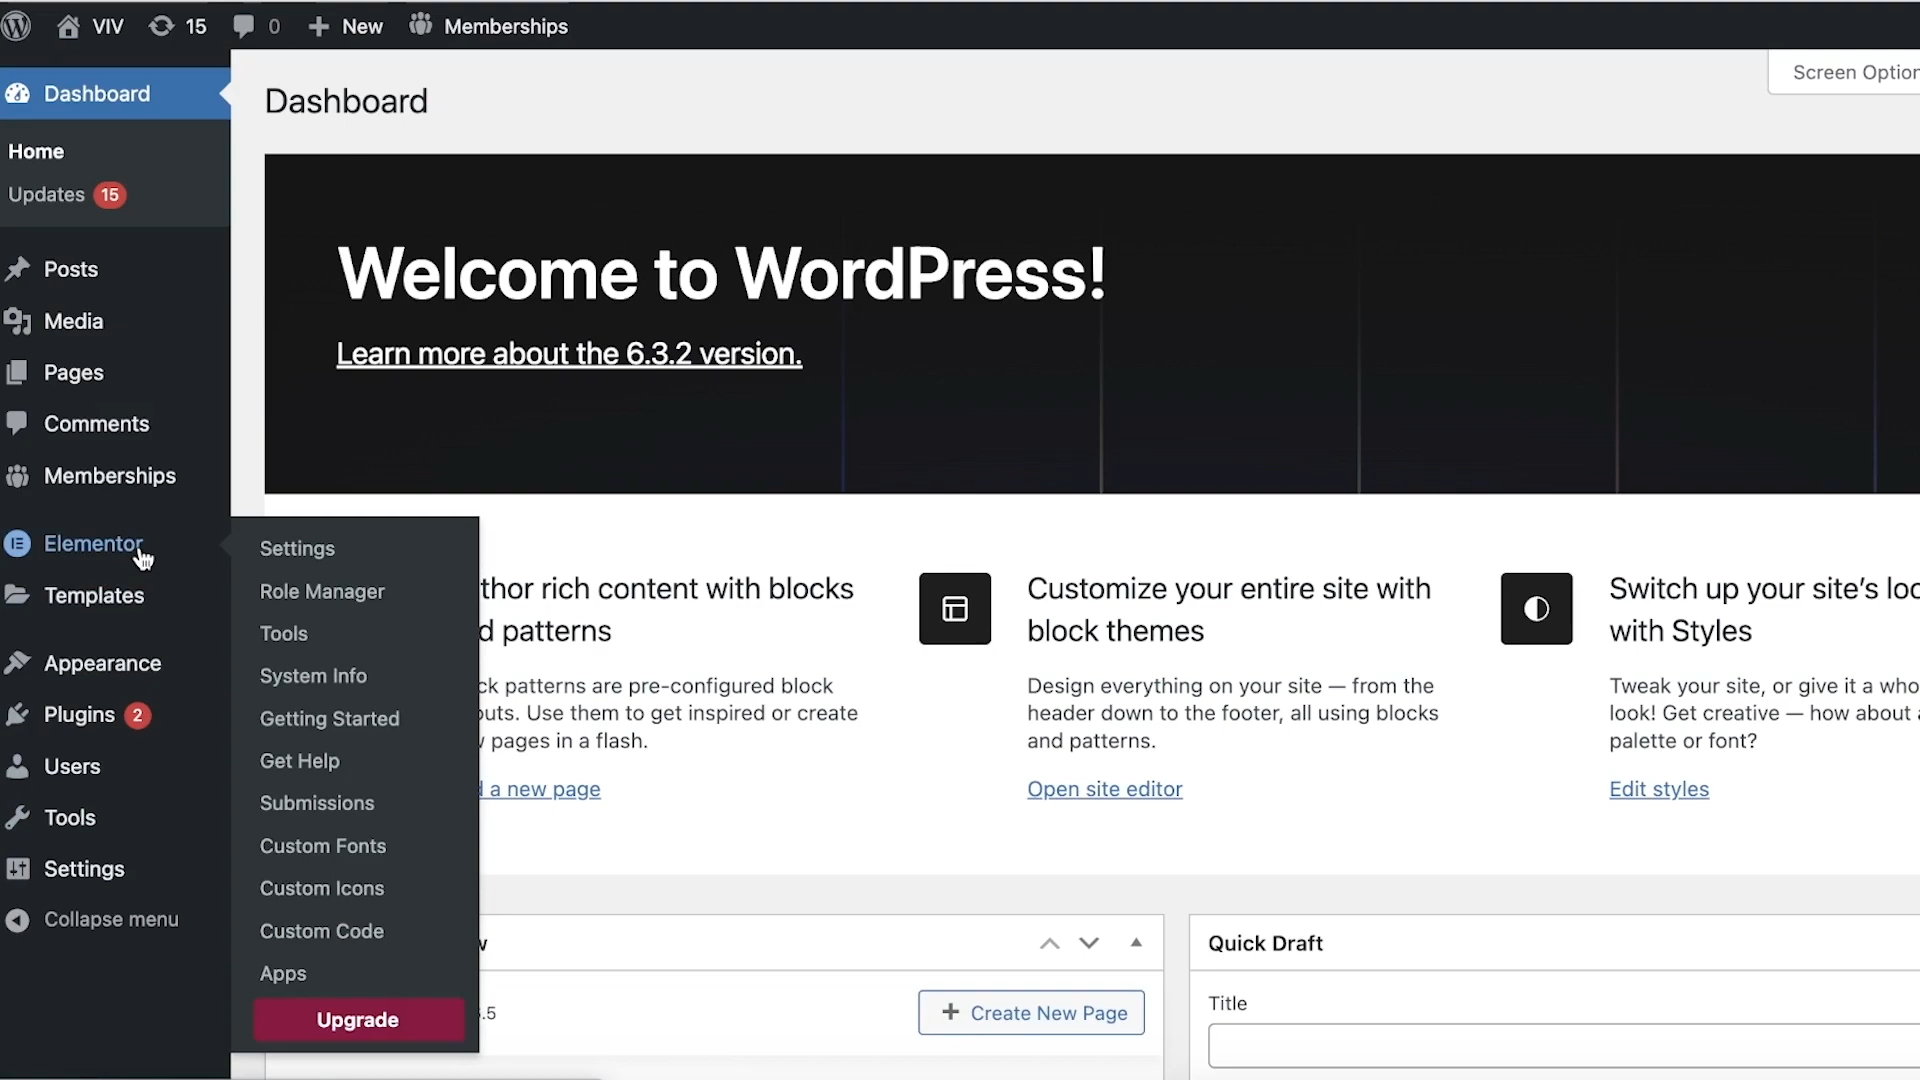 VIV 15 0 New Memberships
Screen Option
Dashboard
Home
Updates 15
Posts
Media
Pages
Comments
Memberships
Elementor
Templates
Appearance
Plugins 2
Users
Tools
Settings
Collapse menu
Settings
Role Manager
Tools
System Info
Getting Started
Get Help
Submissions
Custom Fonts
Custom Icons
Custom Code
Apps
Upgrade
Dashboard
Welcome to WordPress!
Learn more about the 6.3.2 version.
thor rich content with blocks
d patterns
ck patterns are pre-configured block
outs. Use them to get inspired or create
pages in a flash.
a new page
Customize your entire site with
block themes
Design everything on your site — from the
header down to the footer, all using blocks
and patterns.
Open site editor
Switch up your site's loo
with Styles
Tweak your site, or give it a who
look! Get creative — how about a
palette or font?
Edit styles
w
.5
Create New Page
Quick Draft
Title